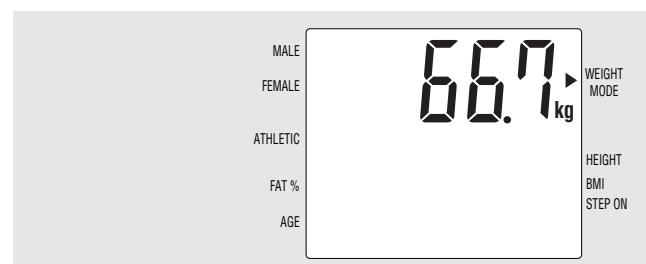 MALE
FEMALE
ATHLETIC
FAT %
AGE
66.7 kg
WEIGHT
MODE
HEIGHT
BMI
STEP ON